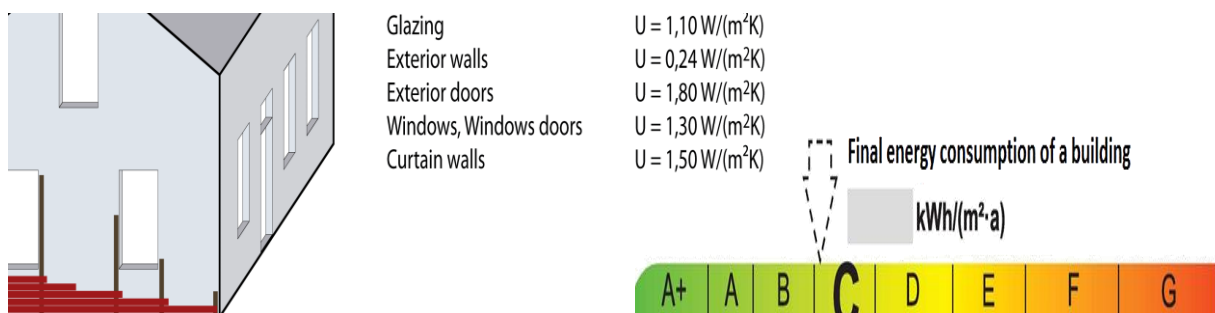 Glazing U = 1,10 W/(m²K)
Exterior walls U = 0,24 W/(m²K)
Exterior doors U = 1,80 W/(m²K)
Windows, Windows doors U = 1,30 W/(m²K)
Curtain walls U = 1,50 W/(m²K)
Final energy consumption of a building
kWh/(m²·a)
A+ A B C D E F G